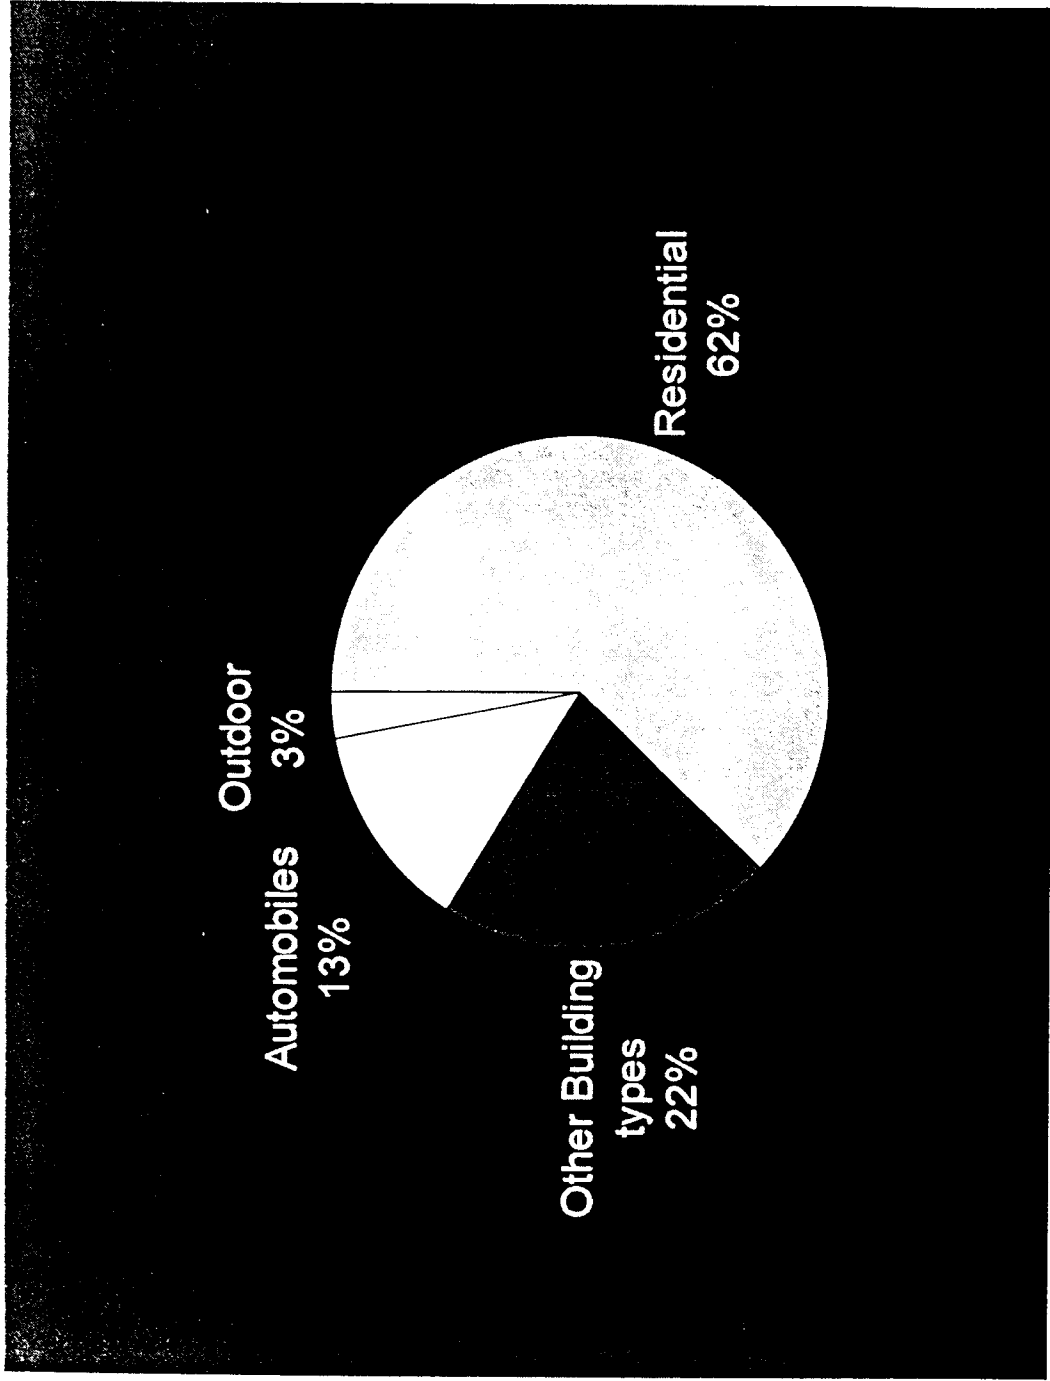 Outdoor
3%
Automobiles
13%
Residential
62%
Other Building
types
22%